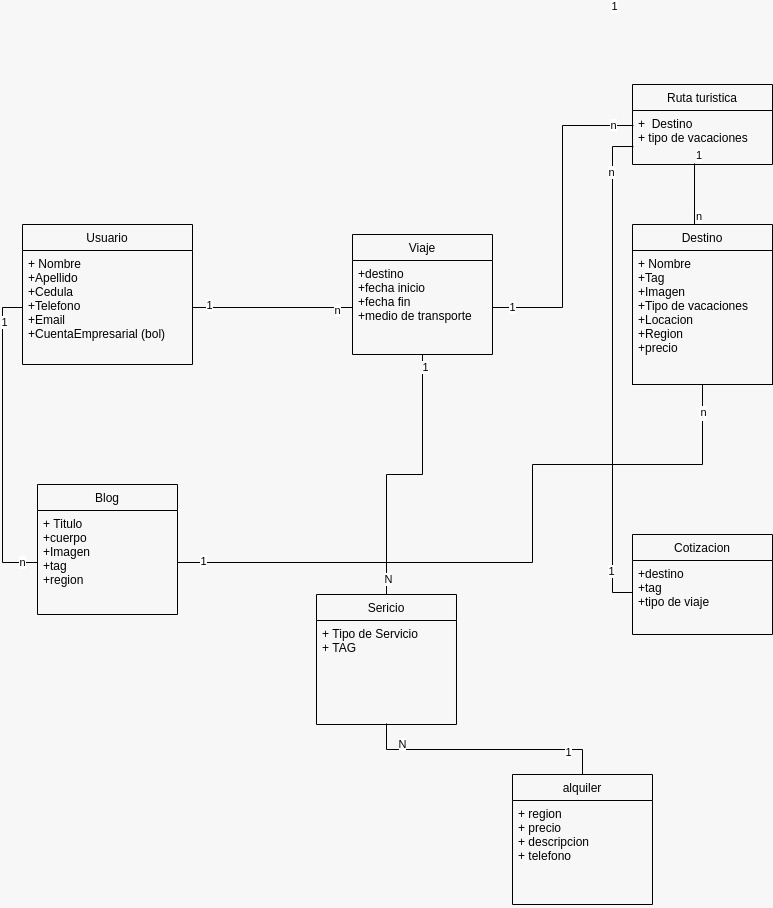 1
Ruta turistica
+ Destino
+ tipo de vacaciones
1
n
n
n
Destino
+ Nombre
+Tag
+Imagen
+Tipo de vacaciones
+Locacion
+Region
+precio
n
Usuario
+ Nombre
+Apellido
+Cedula
+Telefono
+Email
+CuentaEmpresarial (bol)
1
n
1
Viaje
+destino
+fecha inicio
+fecha fin
+medio de transporte
1
1
Blog
+ Titulo
+cuerpo
+Imagen
+tag
+region
n
1
Cotizacion
+destino
+tag
+tipo de viaje
1
N
Sericio
+ Tipo de Servicio
+ TAG
N
1
alquiler
+ region
+ precio
+ descripcion
+ telefono